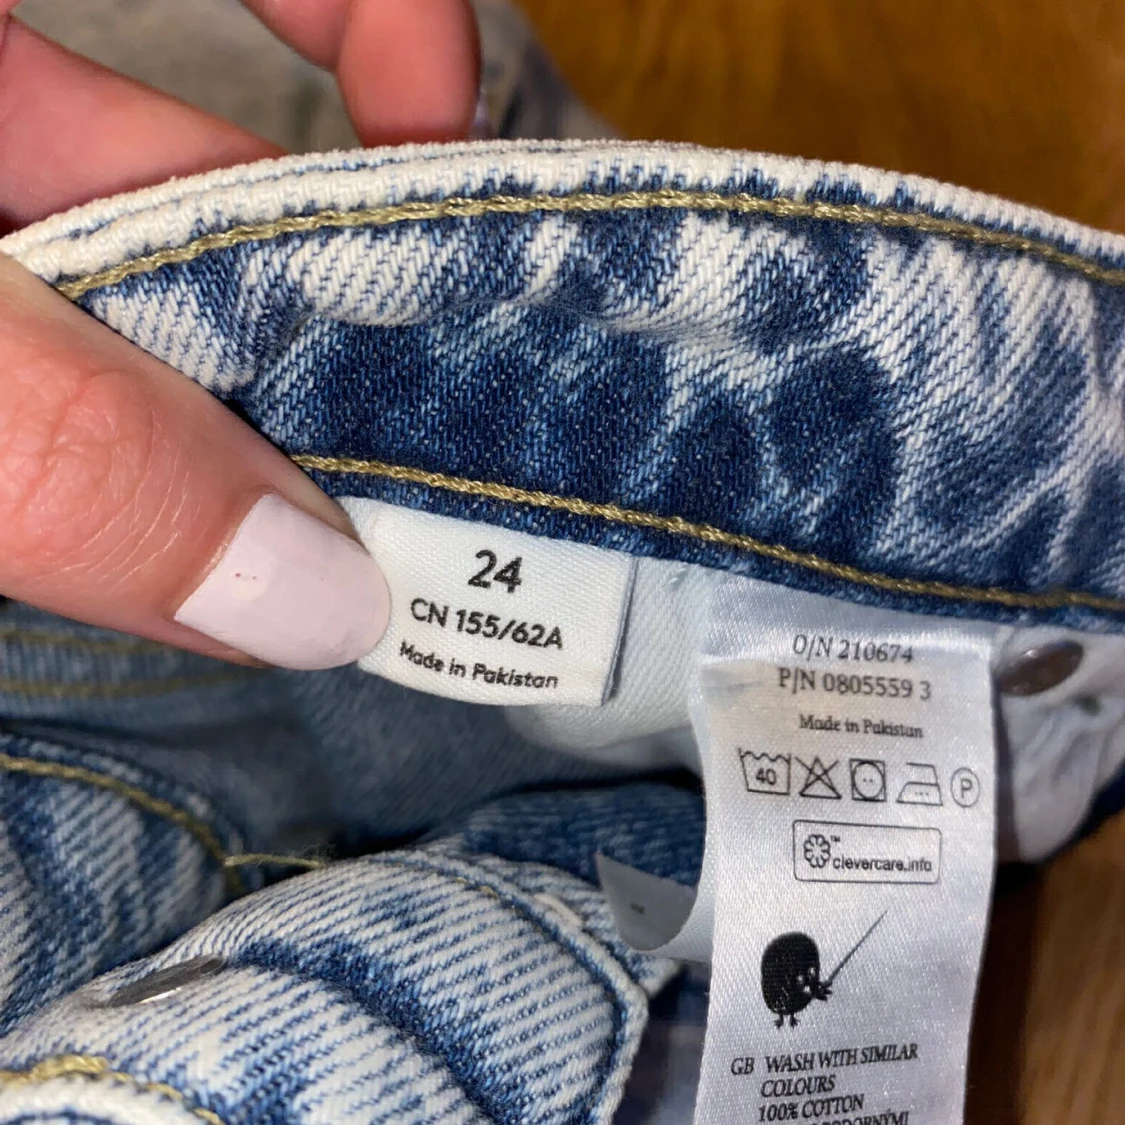 24
CN 155/62A
Made in Pakistan
O/N 210674
P/N 0805559 3
Made in Pakistan
40
P
™
clevercare.info
GB WASH WITH SIMILAR
COLOURS
100% COTTON